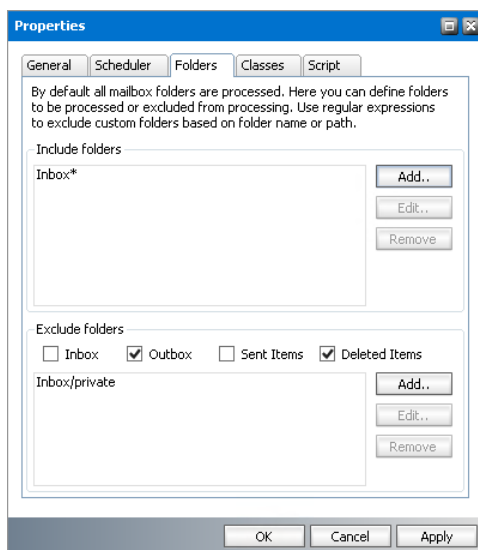 Properties
General Scheduler Folders Classes Script
By default all mailbox folders are processed. Here you can define folders
to be processed or excluded from processing. Use regular expressions
to exclude custom folders based on folder name or path.
Include folders
Inbox*
Add..
Edit..
Remove
Exclude folders
Inbox Outbox Sent Items Deleted Items
Inbox/private
Add..
Edit..
Remove
OK Cancel Apply